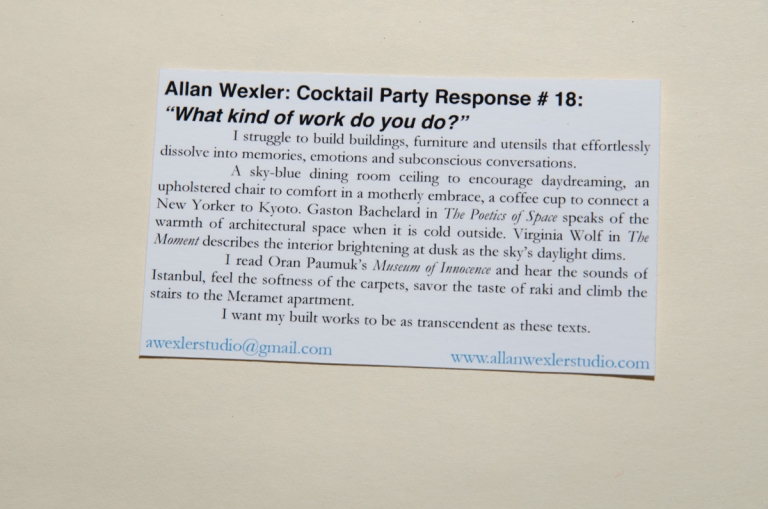 Allan Wexler: Cocktail Party Response # 18:
“What kind of work do you do?”
I struggle to build buildings, furniture and utensils that effortlessly
dissolve into memories, emotions and subconscious conversations.
A sky-blue dining room ceiling to encourage daydreaming, an
upholstered chair to comfort in a motherly embrace, a coffee cup to connect a
New Yorker to Kyoto. Gaston Bachelard in The Poetics of Space speaks of the
warmth of architectural space when it is cold outside. Virginia Wolf in The
Moment describes the interior brightening at dusk as the sky’s daylight dims.
I read Oran Paumuk’s Museum of Innocence and hear the sounds of
Istanbul, feel the softness of the carpets, savor the taste of raki and climb the
stairs to the Meramet apartment.
I want my built works to be as transcendent as these texts.
awexlerstudio@gmail.com
www.allanwexlerstudio.com